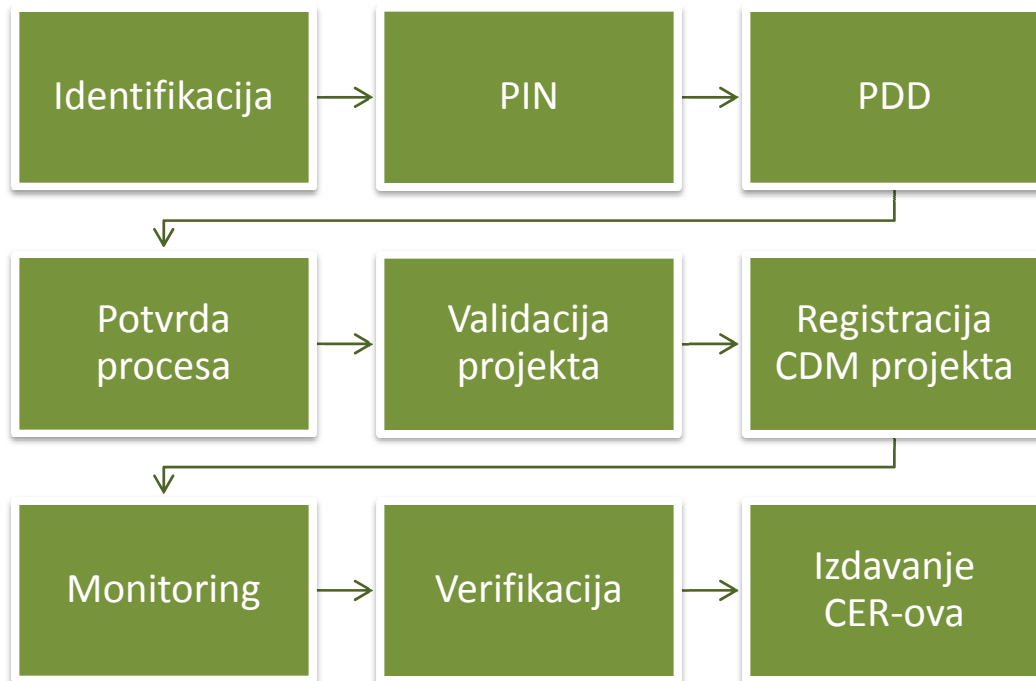 Identifikacija
PIN
PDD
Potvrda
procesa
Validacija
projekta
Registracija
CDM projekta
Monitoring
Verifikacija
Izdavanje
CER-ova